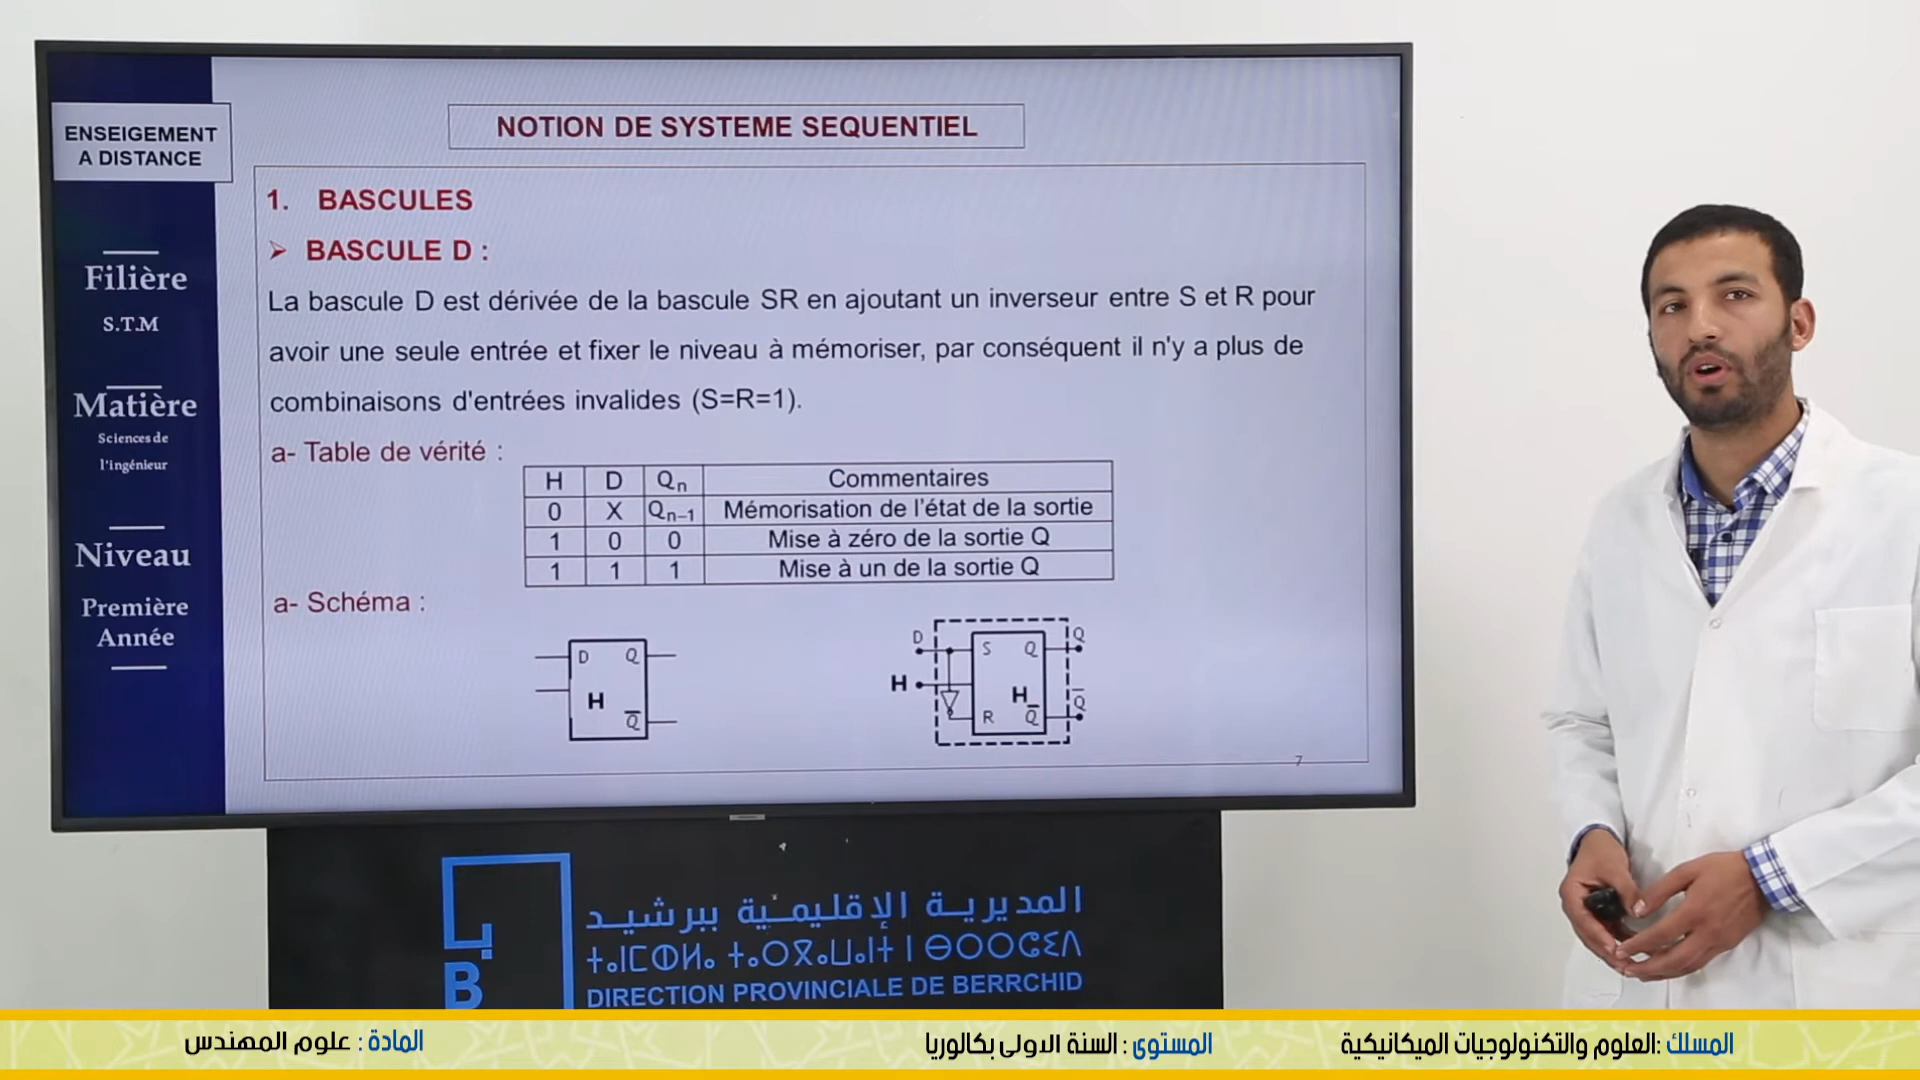 ENSEIGEMENT
A DISTANCE
Filière
S.T.M
Matière
Sciences de
l'ingénieur
Niveau
Première
Année
NOTION DE SYSTEME SEQUENTIEL
1. BASCULES
➢ BASCULE D :
La bascule D est dérivée de la bascule SR en ajoutant un inverseur entre S et R pour
avoir une seule entrée et fixer le niveau à mémoriser, par conséquent il n'y a plus de
combinaisons d'entrées invalides (S=R=1).
a- Table de vérité :
H D Qn Commentaires
0 X Qn-1 Mémorisation de l'état de la sortie
1 0 0 Mise à zéro de la sortie Q
1 1 1 Mise à un de la sortie Q
a- Schéma :
D Q
H
Q̅
D S Q Q
H H
R Q̅ Q̅
7
المديرية الإقليمية ببرشيد
ⵜⴰⵏⵎⵀⵍⴰ ⵜⴰⵙⴳⴰⵡⴰⵏⵜ ⵏ ⴱⵔⵔⵛⵉⴷ
DIRECTION PROVINCIALE DE BERRCHID
B
المسلك :العلوم والتكنولوجيات الميكانيكية
المستوى : السنة الاولى بكالوريا
المادة : علوم المهندس